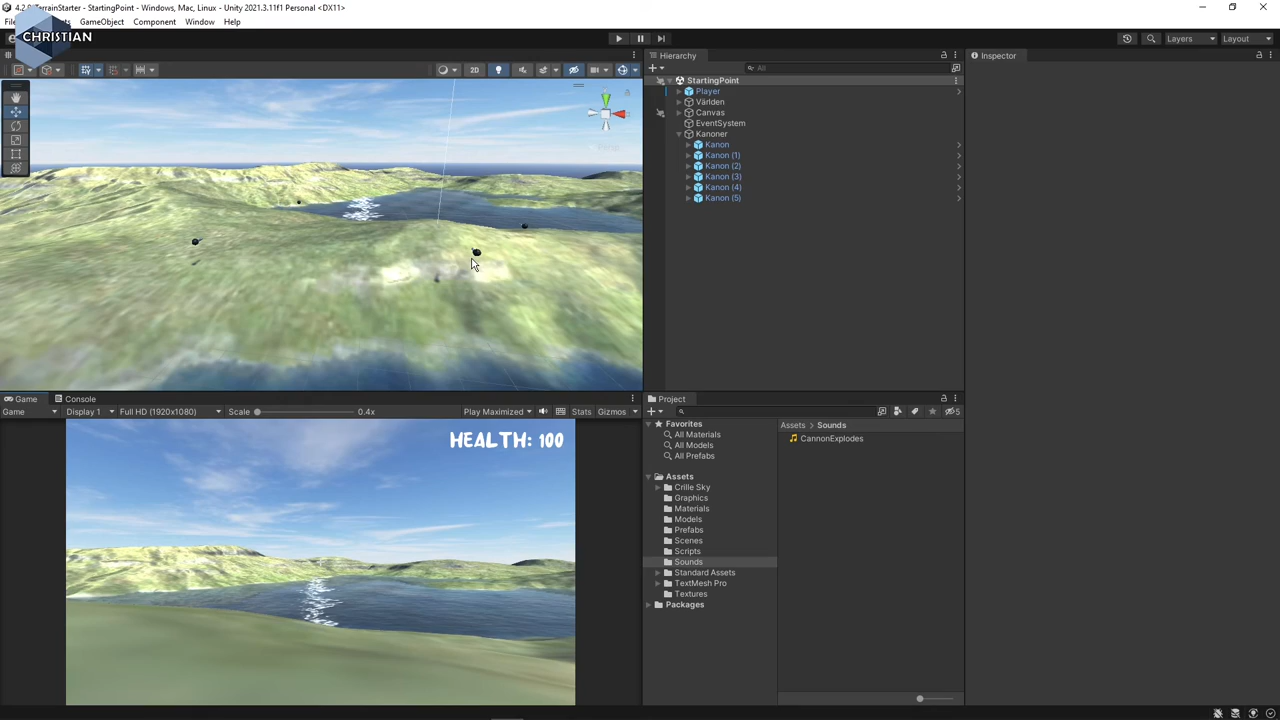 4.2.0 TerrainStarter - StartingPoint - Windows, Mac, Linux - Unity 2021.3.11f1 Personal <DX11>
GameObject Component Window Help
CHRISTIAN
Layers Layout
2D
Hierarchy
Inspector
All
StartingPoint
Player
Världen
Canvas
EventSystem
Kanoner
Kanon
Kanon (1)
Kanon (2)
Kanon (3)
Kanon (4)
Kanon (5)
Persp
Game Console
Game Display 1 Full HD (1920x1080) Scale 0.4x Play Maximized Stats Gizmos
HEALTH: 100
Project
5
Favorites
All Materials
All Models
All Prefabs
Assets
Crille Sky
Graphics
Materials
Models
Prefabs
Scenes
Scripts
Sounds
Standard Assets
TextMesh Pro
Textures
Packages
Assets > Sounds
CannonExplodes